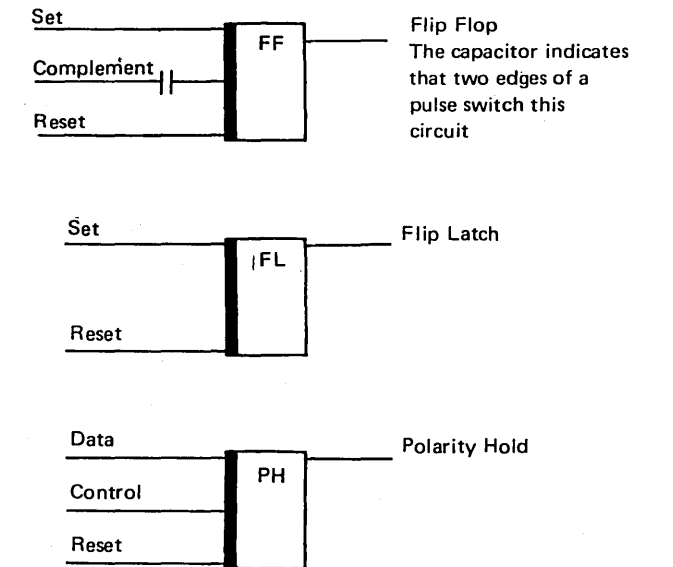 Set
FF
Flip Flop
Complement
The capacitor indicates
that two edges of a
pulse switch this
circuit
Reset
Set
FL
Flip Latch
Reset
Data
PH
Polarity Hold
Control
Reset